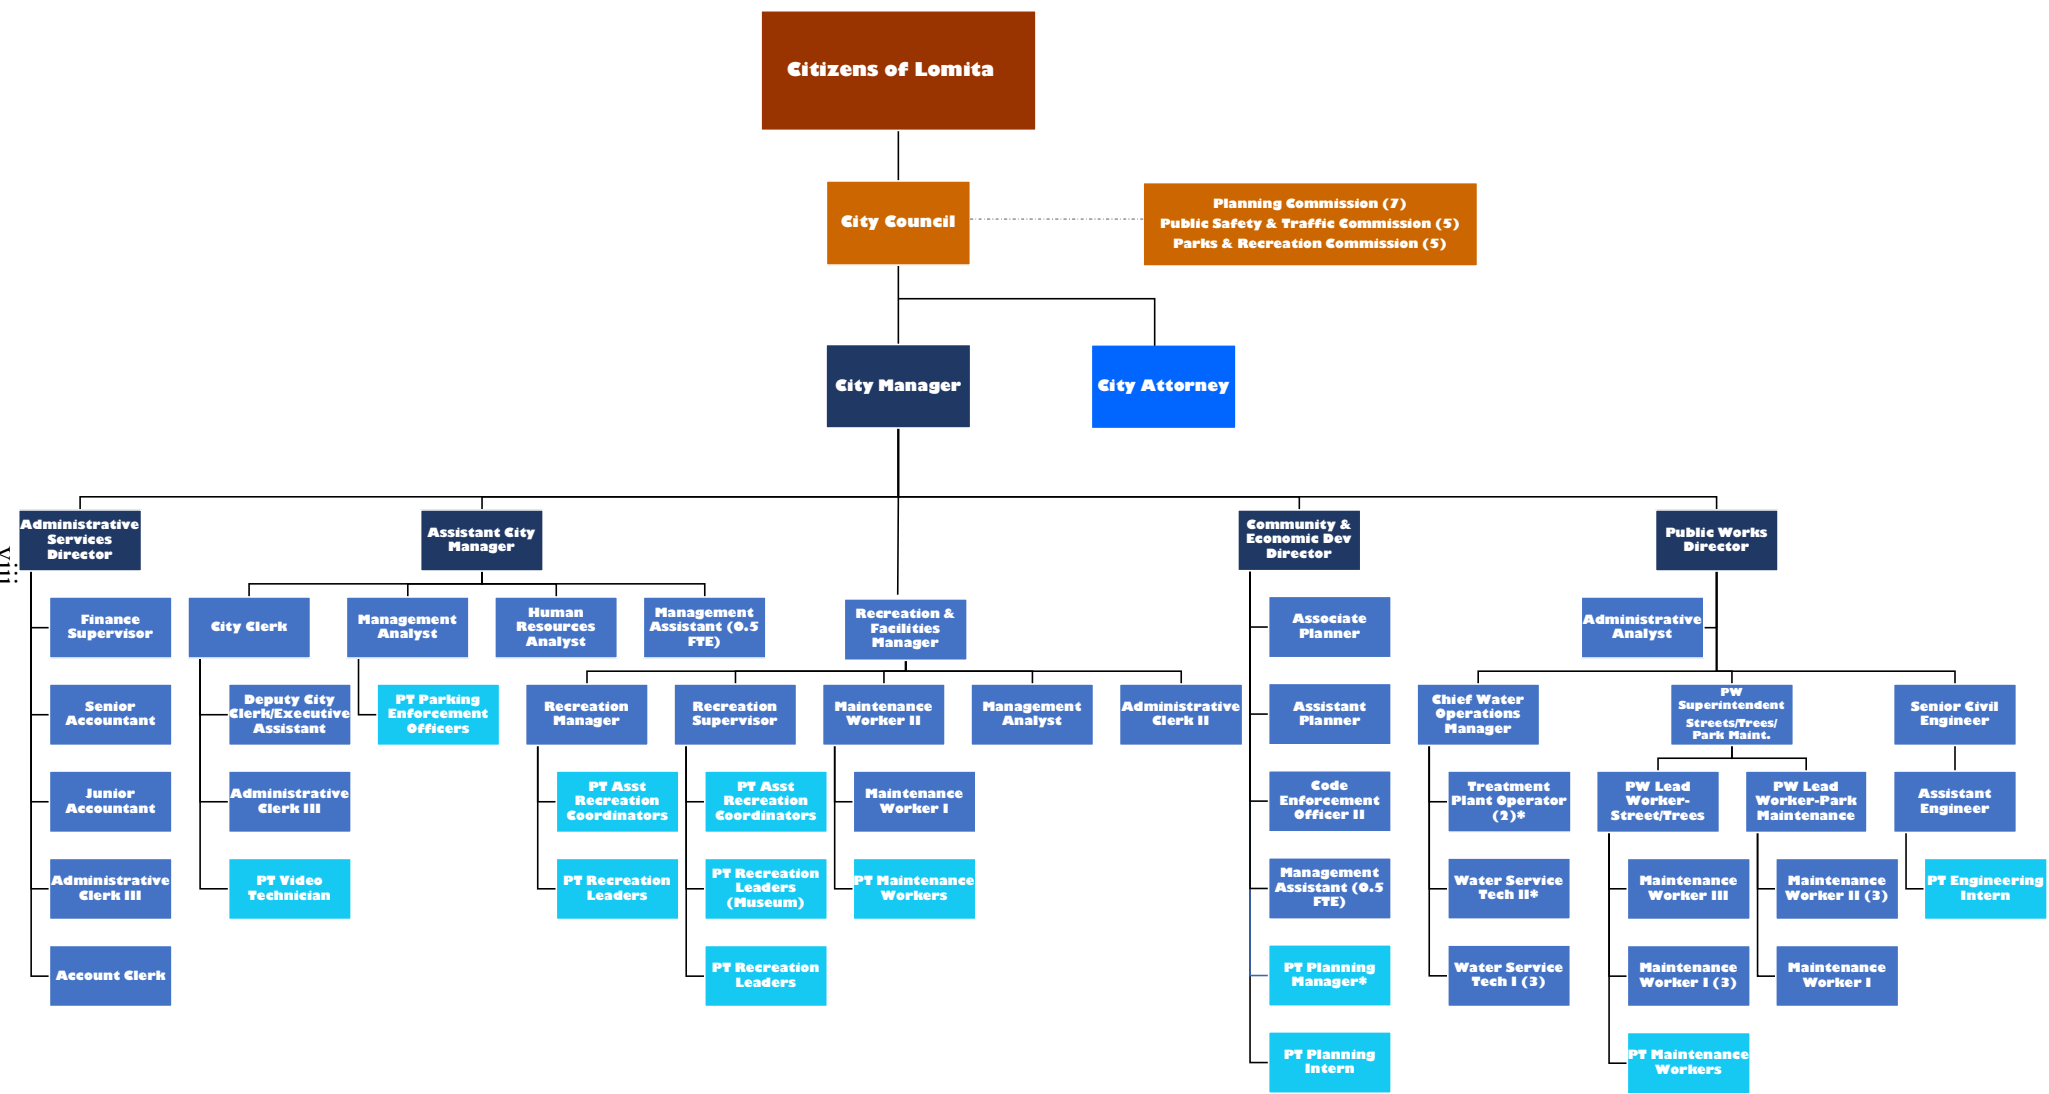 Citizens of Lomita
City Council
Planning Commission (7)
Public Safety & Traffic Commission (5)
Parks & Recreation Commission (5)
City Manager
City Attorney
viii
Administrative
Services
Director
Assistant City
Manager
Community &
Economic Dev
Director
Public Works
Director
Finance
Supervisor
City Clerk
Management
Analyst
Human
Resources
Analyst
Management
Assistant (0.5
FTE)
Recreation &
Facilities
Manager
Associate
Planner
Administrative
Analyst
Senior
Accountant
Deputy City
Clerk/Executive
Assistant
PT Parking
Enforcement
Officers
Recreation
Manager
Recreation
Supervisor
Maintenance
Worker II
Management
Analyst
Administrative
Clerk II
Assistant
Planner
Chief Water
Operations
Manager
PW
Superintendent
Streets/Trees/
Park Maint.
Senior Civil
Engineer
Junior
Accountant
Administrative
Clerk III
PT Asst
Recreation
Coordinators
PT Asst
Recreation
Coordinators
Maintenance
Worker I
Code
Enforcement
Officer II
Treatment
Plant Operator
(2)*
PW Lead
Worker-
Street/Trees
PW Lead
Worker-Park
Maintenance
Assistant
Engineer
Administrative
Clerk III
PT Video
Technician
PT Recreation
Leaders
PT Recreation
Leaders
(Museum)
PT Maintenance
Workers
Management
Assistant (0.5
FTE)
Water Service
Tech II*
Maintenance
Worker III
Maintenance
Worker II (3)
PT Engineering
Intern
Account Clerk
PT Recreation
Leaders
PT Planning
Manager*
Water Service
Tech I (3)
Maintenance
Worker I (3)
Maintenance
Worker I
PT Planning
Intern
PT Maintenance
Workers